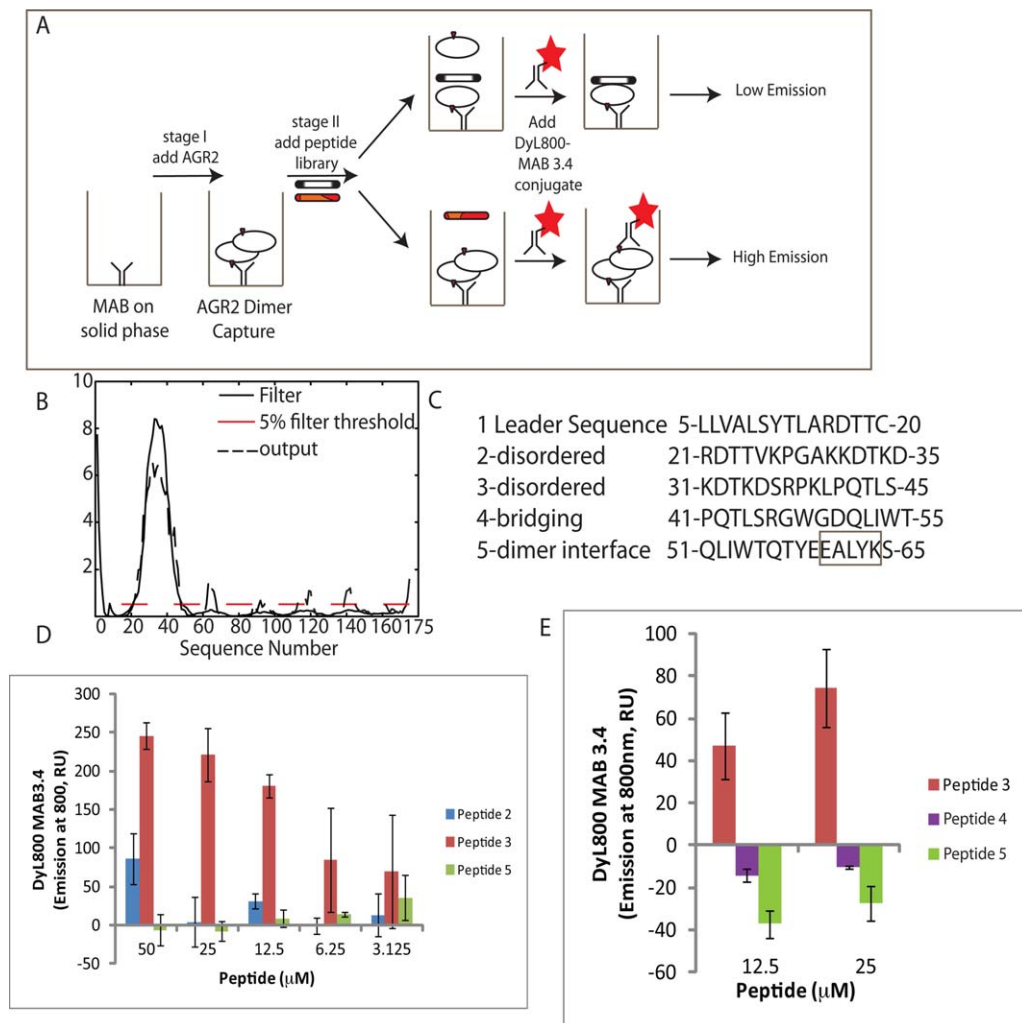 A
stage I
add AGR2
stage II
add peptide
library
Add
DyL800-
MAB 3.4
conjugate
Low Emission
High Emission
MAB on
solid phase
AGR2 Dimer
Capture
B
10
8
6
4
2
Filter
5% filter threshold
output
0 20 40 60 80 100 120 140 160 175
Sequence Number
C
1 Leader Sequence 5-LLVALSYTLARDTTC-20
2-disordered 21-RDTTVKPGAKKDTKD-35
3-disordered 31-KDTKDSRPKLPQTLS-45
4-bridging 41-PQTLSRGWGDQLIWT-55
5-dimer interface 51-QLIWTQTYEEALYKS-65
D
DyL800 MAB3.4
(Emission at 800, RU)
300
250
200
150
100
50
0
-50
50 25 12.5 6.25 3.125
Peptide (μM)
Peptide 2
Peptide 3
Peptide 5
E
DyL800 MAB 3.4
(Emission at 800nm, RU)
100
80
60
40
20
0
-20
-40
-60
12.5 25
Peptide (μM)
Peptide 3
Peptide 4
Peptide 5